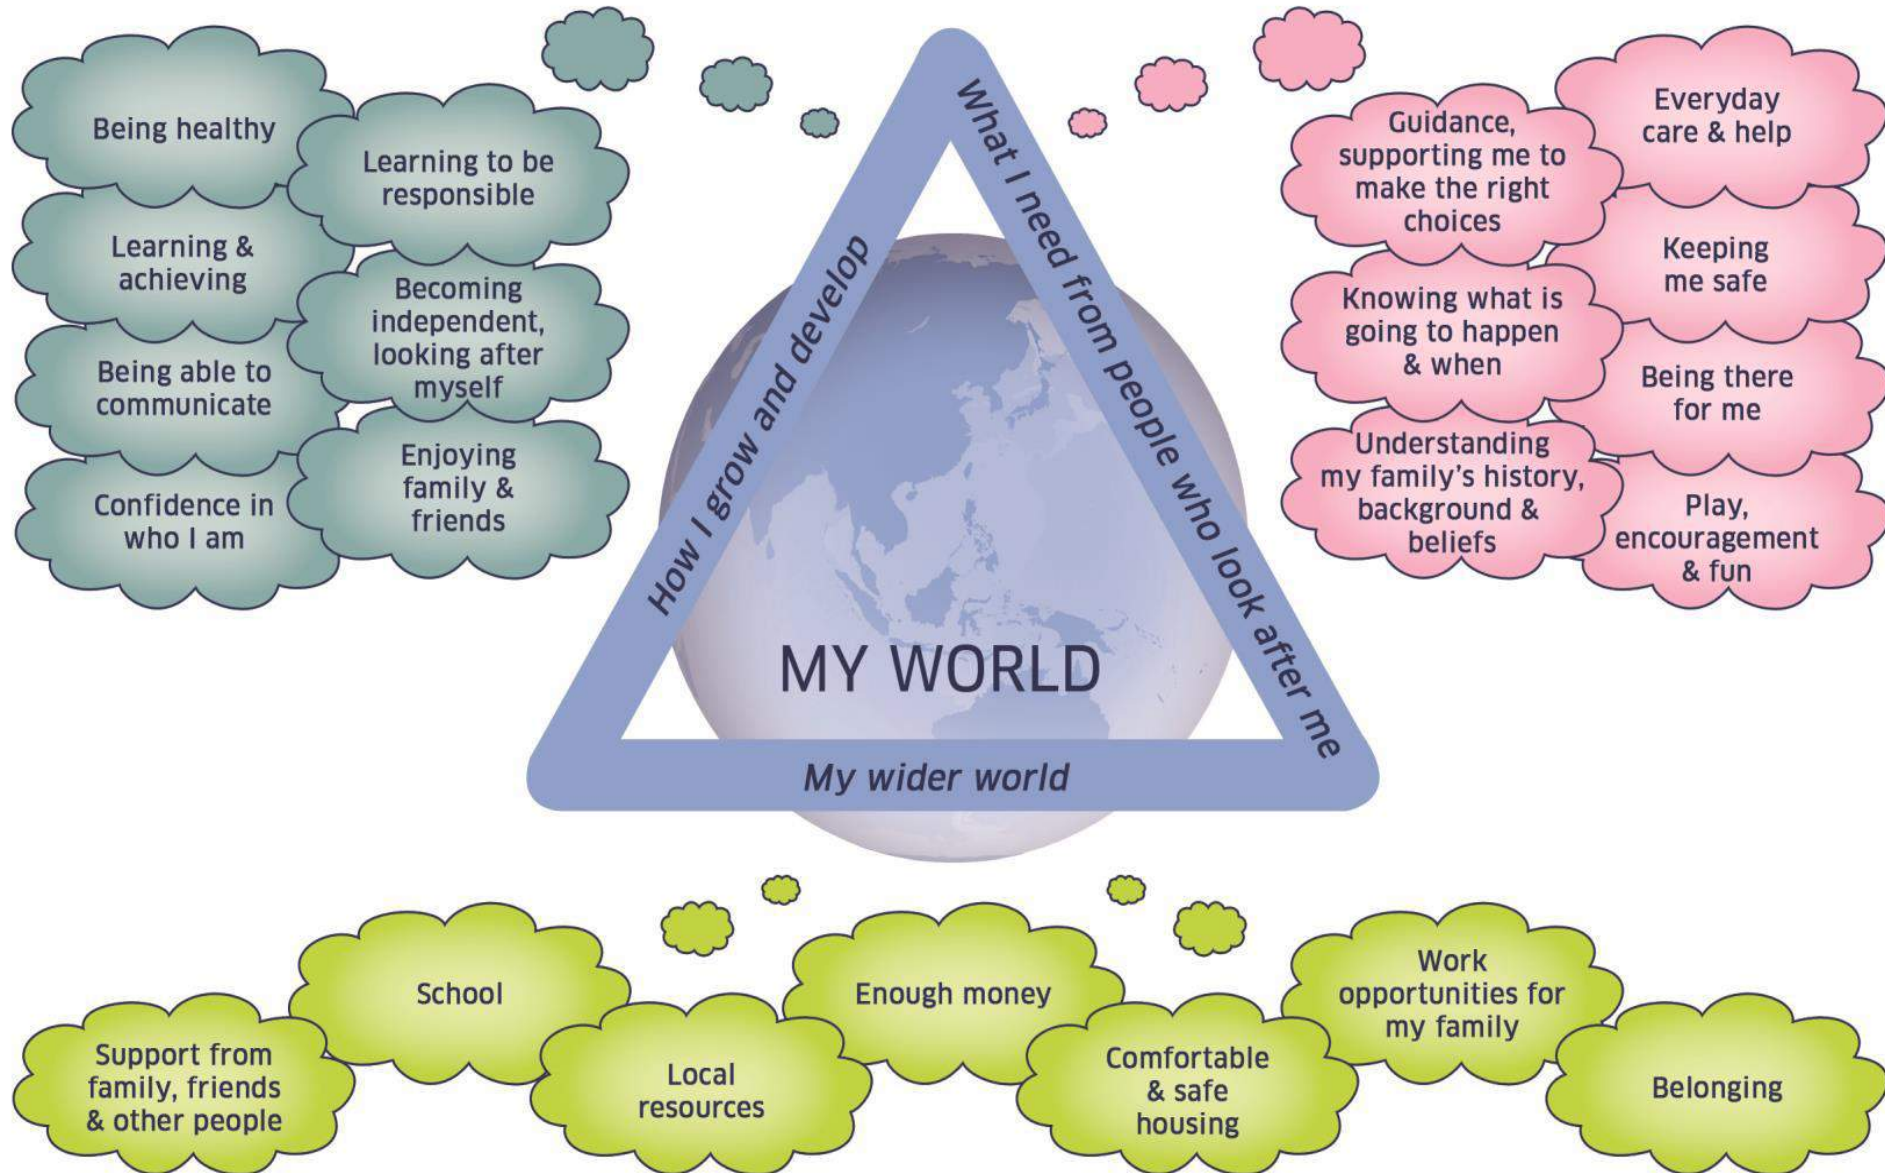 Being healthy
Learning to be
responsible
Learning &
achieving
Becoming
independent,
looking after
myself
Being able to
communicate
Enjoying
family &
friends
Confidence in
who I am
How I grow and develop
What I need from people who look after me
MY WORLD
My wider world
Everyday
care & help
Guidance,
supporting me to
make the right
choices
Keeping
me safe
Knowing what is
going to happen
& when
Being there
for me
Understanding
my family’s history,
background &
beliefs
Play,
encouragement
& fun
Support from
family, friends
& other people
School
Local
resources
Enough money
Comfortable
& safe
housing
Work
opportunities for
my family
Belonging